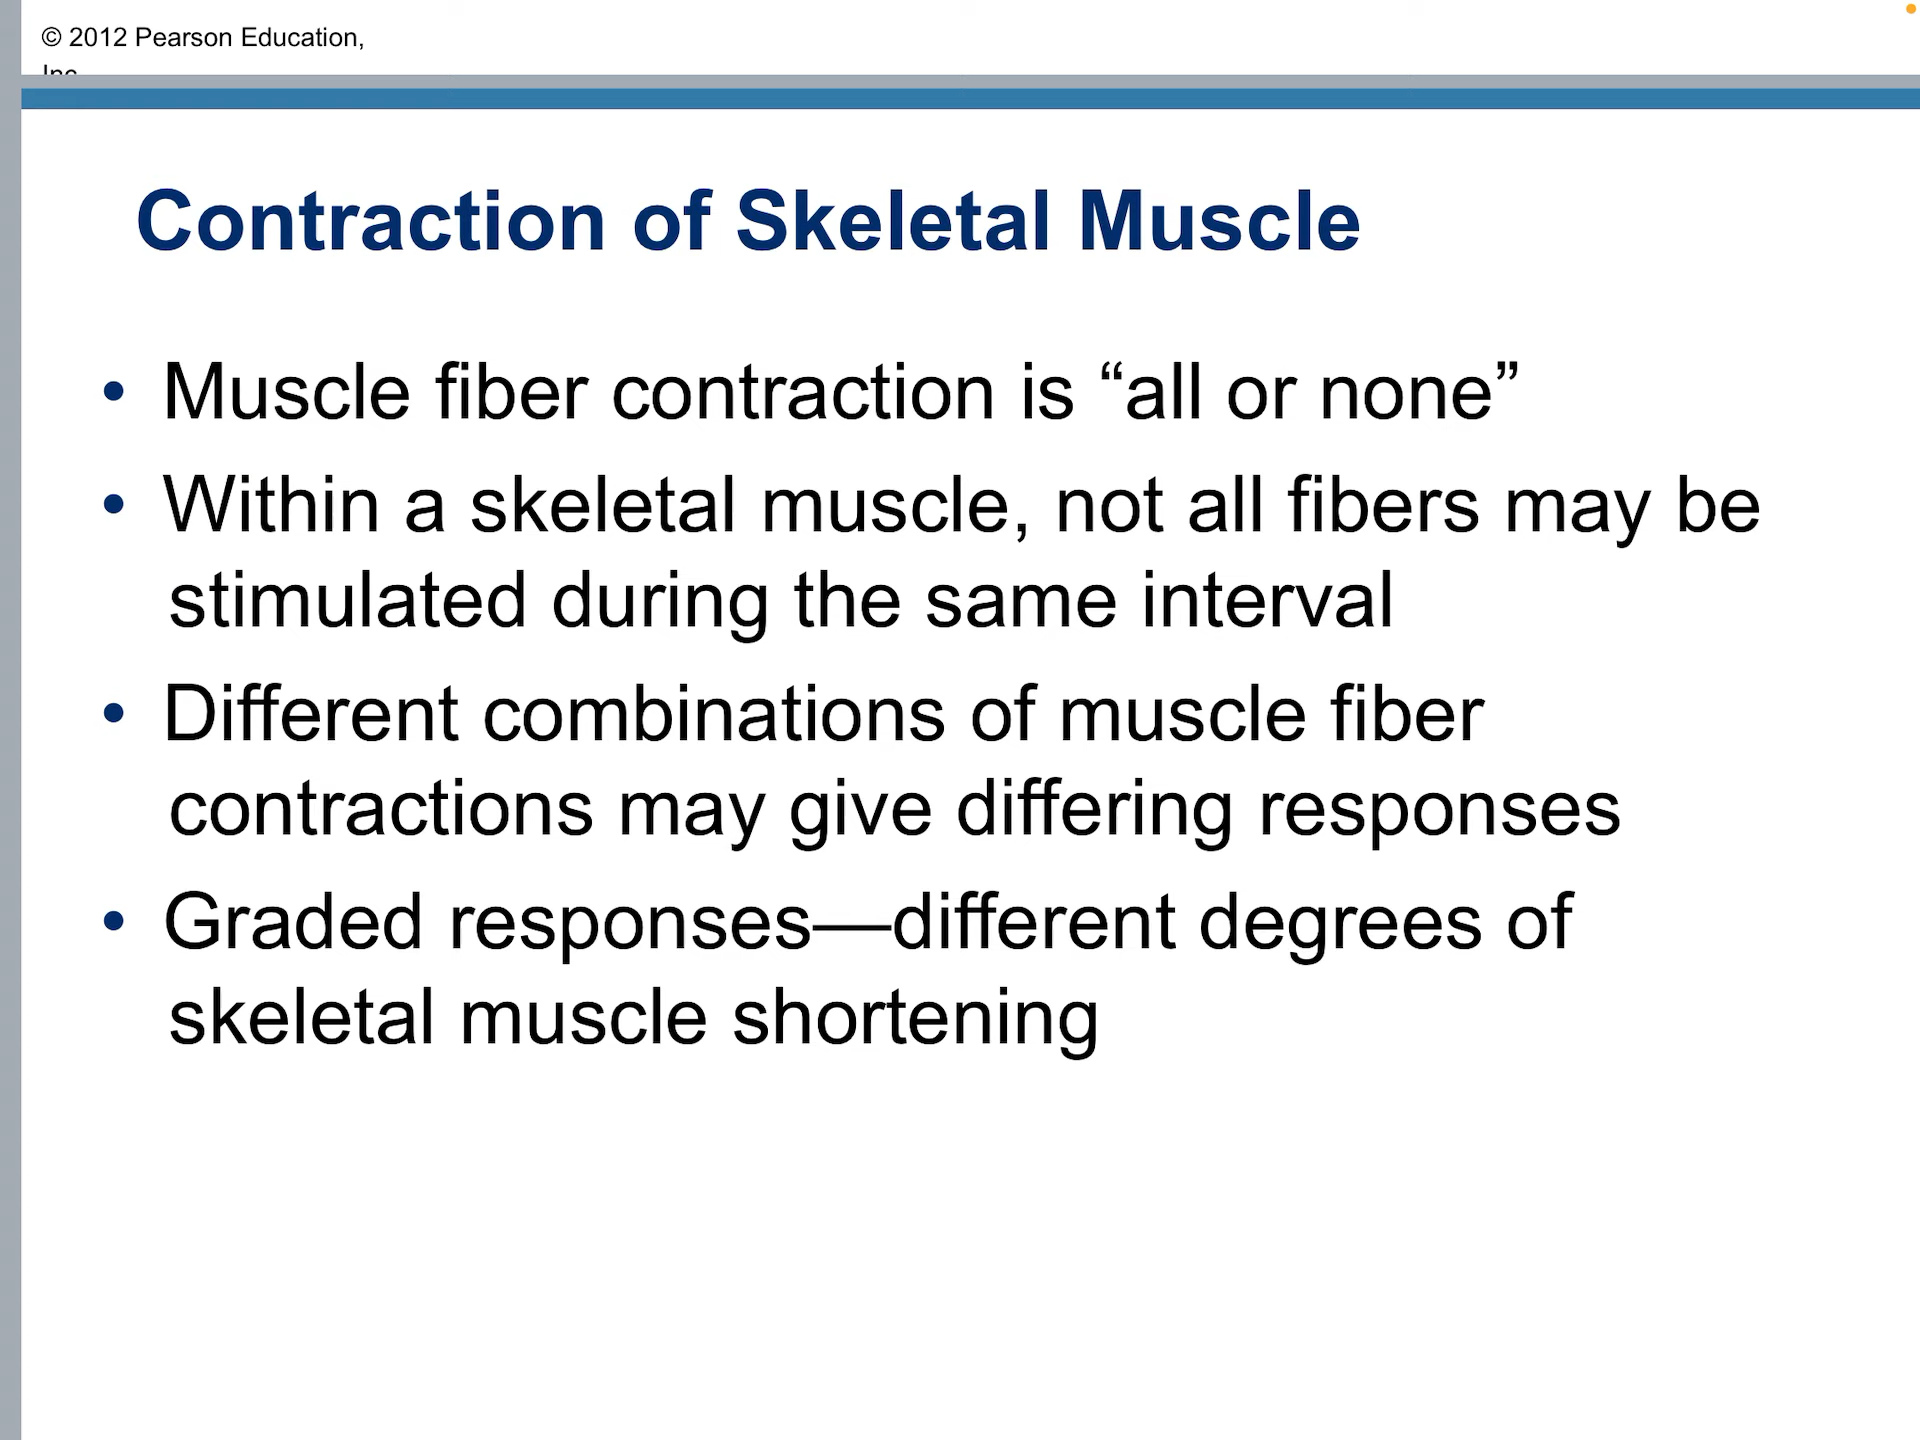 © 2012 Pearson Education,
Inc.
Contraction of Skeletal Muscle
• Muscle fiber contraction is “all or none”
• Within a skeletal muscle, not all fibers may be
stimulated during the same interval
• Different combinations of muscle fiber
contractions may give differing responses
• Graded responses—different degrees of
skeletal muscle shortening